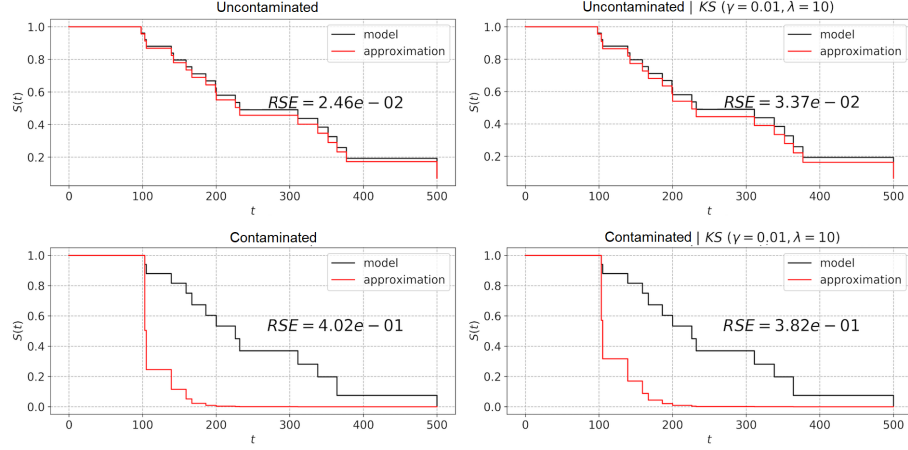 Uncontaminated
model
approximation
RSE = 2.46e − 02
S(t)
1.0
0.8
0.6
0.4
0.2
0
100
200
300
400
500
t
Uncontaminated | KS (γ = 0.01, λ = 10)
model
approximation
RSE = 3.37e − 02
S(t)
1.0
0.8
0.6
0.4
0.2
0
100
200
300
400
500
t
Contaminated
model
approximation
RSE = 4.02e − 01
S(t)
1.0
0.8
0.6
0.4
0.2
0.0
0
100
200
300
400
500
t
Contaminated | KS (γ = 0.01, λ = 10)
model
approximation
RSE = 3.82e − 01
S(t)
1.0
0.8
0.6
0.4
0.2
0.0
0
100
200
300
400
500
t